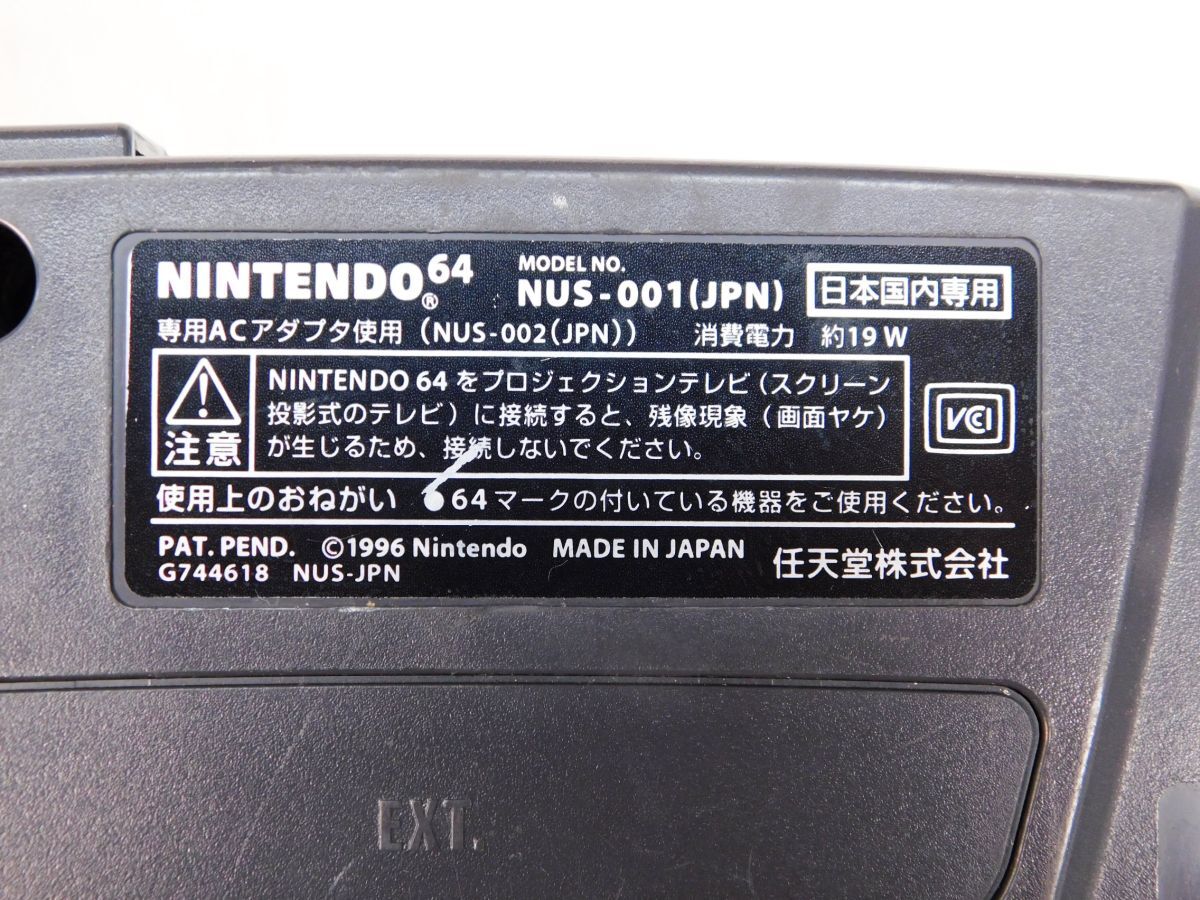 NINTENDO64® MODEL NO. NUS-001(JPN) 日本国内専用
専用ACアダプタ使用（NUS-002(JPN)） 消費電力 約19W
注意
NINTENDO 64 をプロジェクションテレビ（スクリーン
投影式のテレビ）に接続すると、残像現象（画面ヤケ）
が生じるため、接続しないでください。
VCI
使用上のおねがい ●64マークの付いている機器をご使用ください。
PAT. PEND. ©1996 Nintendo MADE IN JAPAN
G744618 NUS-JPN 任天堂株式会社
EXT.